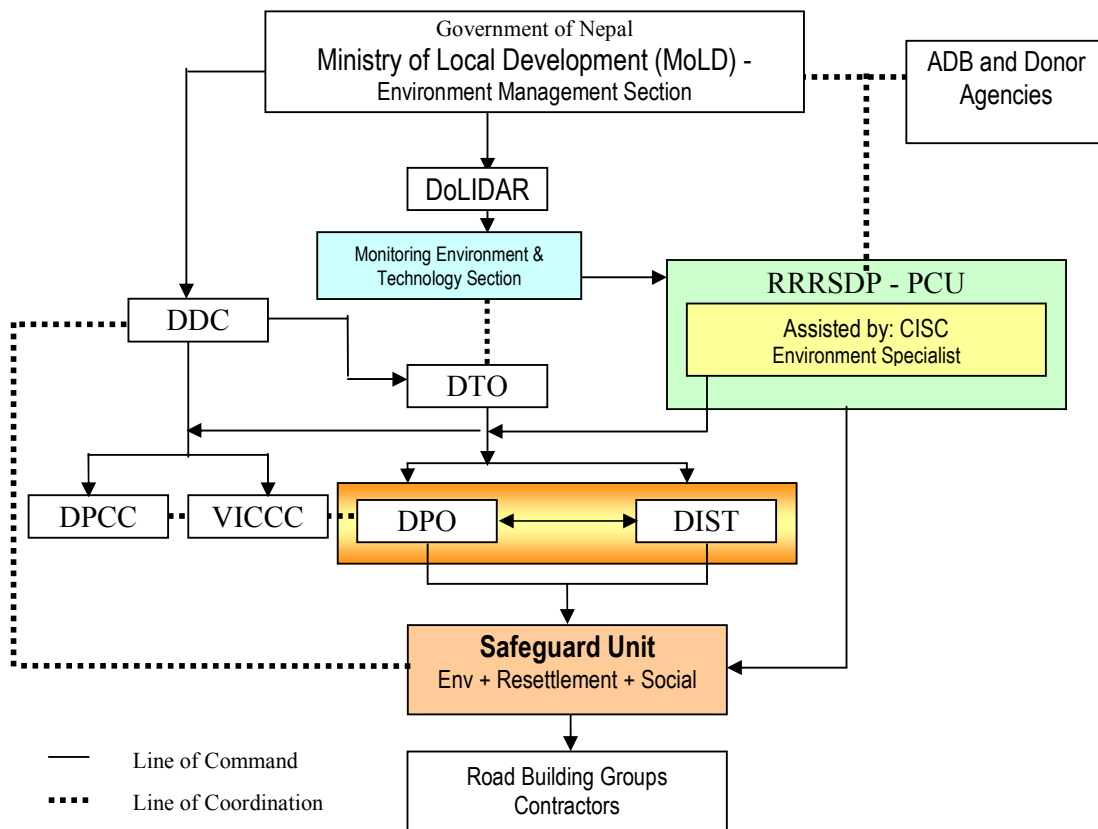 Government of Nepal
Ministry of Local Development (MoLD) -
Environment Management Section
ADB and Donor
Agencies
DoLIDAR
Monitoring Environment &
Technology Section
RRRSDP - PCU
Assisted by: CISC
Environment Specialist
DDC
DTO
DPCC
VICCC
DPO
DIST
Safeguard Unit
Env + Resettlement + Social
Road Building Groups
Contractors
Line of Command
Line of Coordination